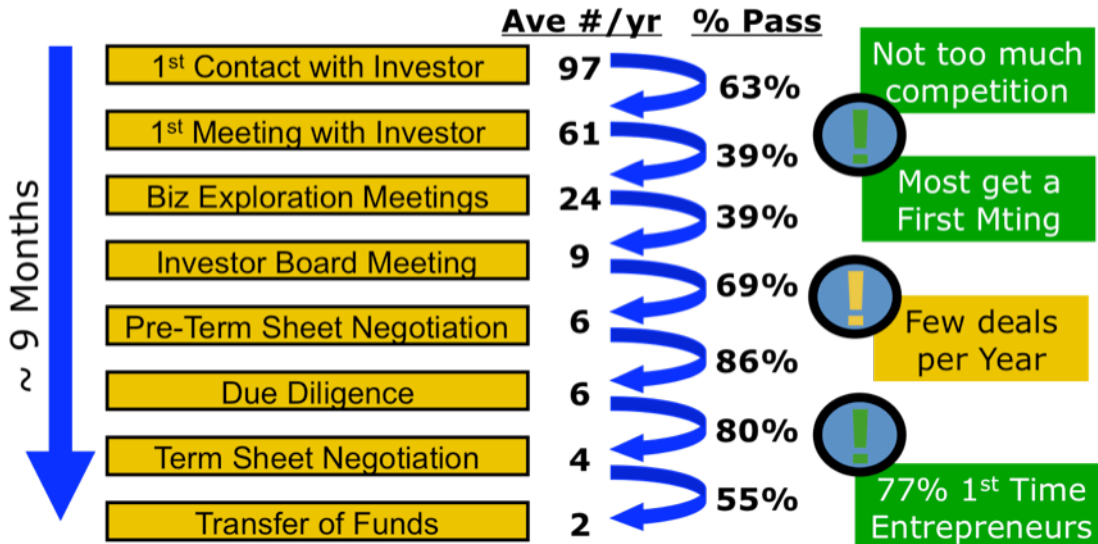 Ave #/yr % Pass
1st Contact with Investor 97
63%
1st Meeting with Investor 61
39%
Biz Exploration Meetings 24
39%
Investor Board Meeting 9
69%
Pre-Term Sheet Negotiation 6
86%
Due Diligence 6
80%
Term Sheet Negotiation 4
55%
Transfer of Funds 2
~ 9 Months
Not too much
competition
!
Most get a
First Mting
!
Few deals
per Year
!
77% 1st Time
Entrepreneurs